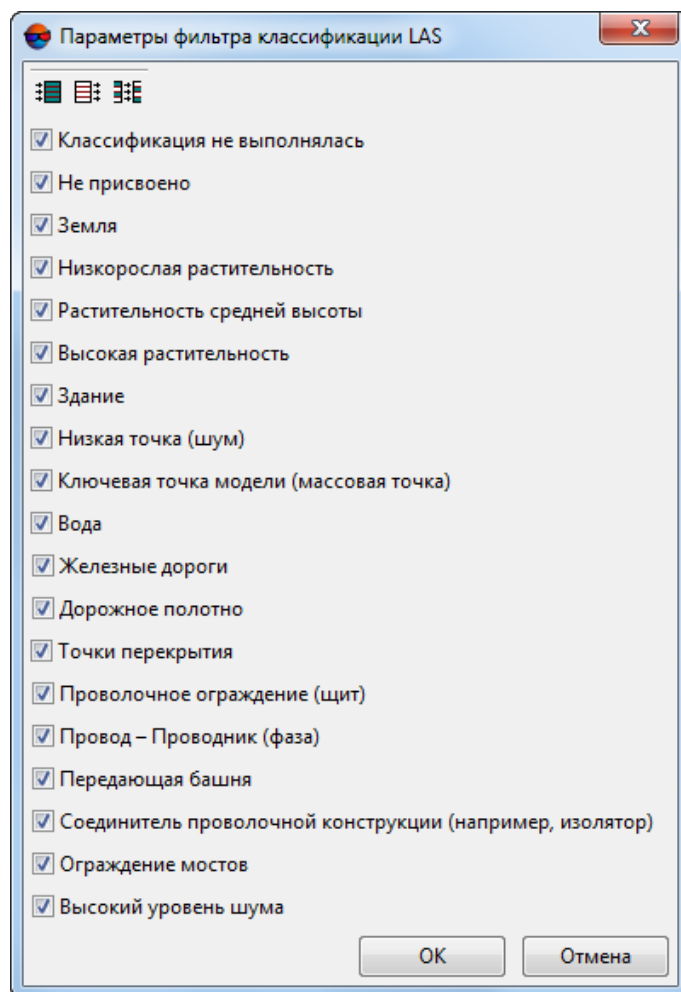 Параметры фильтра классификации LAS
Классификация не выполнялась
Не присвоено
Земля
Низкорослая растительность
Растительность средней высоты
Высокая растительность
Здание
Низкая точка (шум)
Ключевая точка модели (массовая точка)
Вода
Железные дороги
Дорожное полотно
Точки перекрытия
Проволочное ограждение (щит)
Провод – Проводник (фаза)
Передающая башня
Соединитель проволочной конструкции (например, изолятор)
Ограждение мостов
Высокий уровень шума
OK Отмена